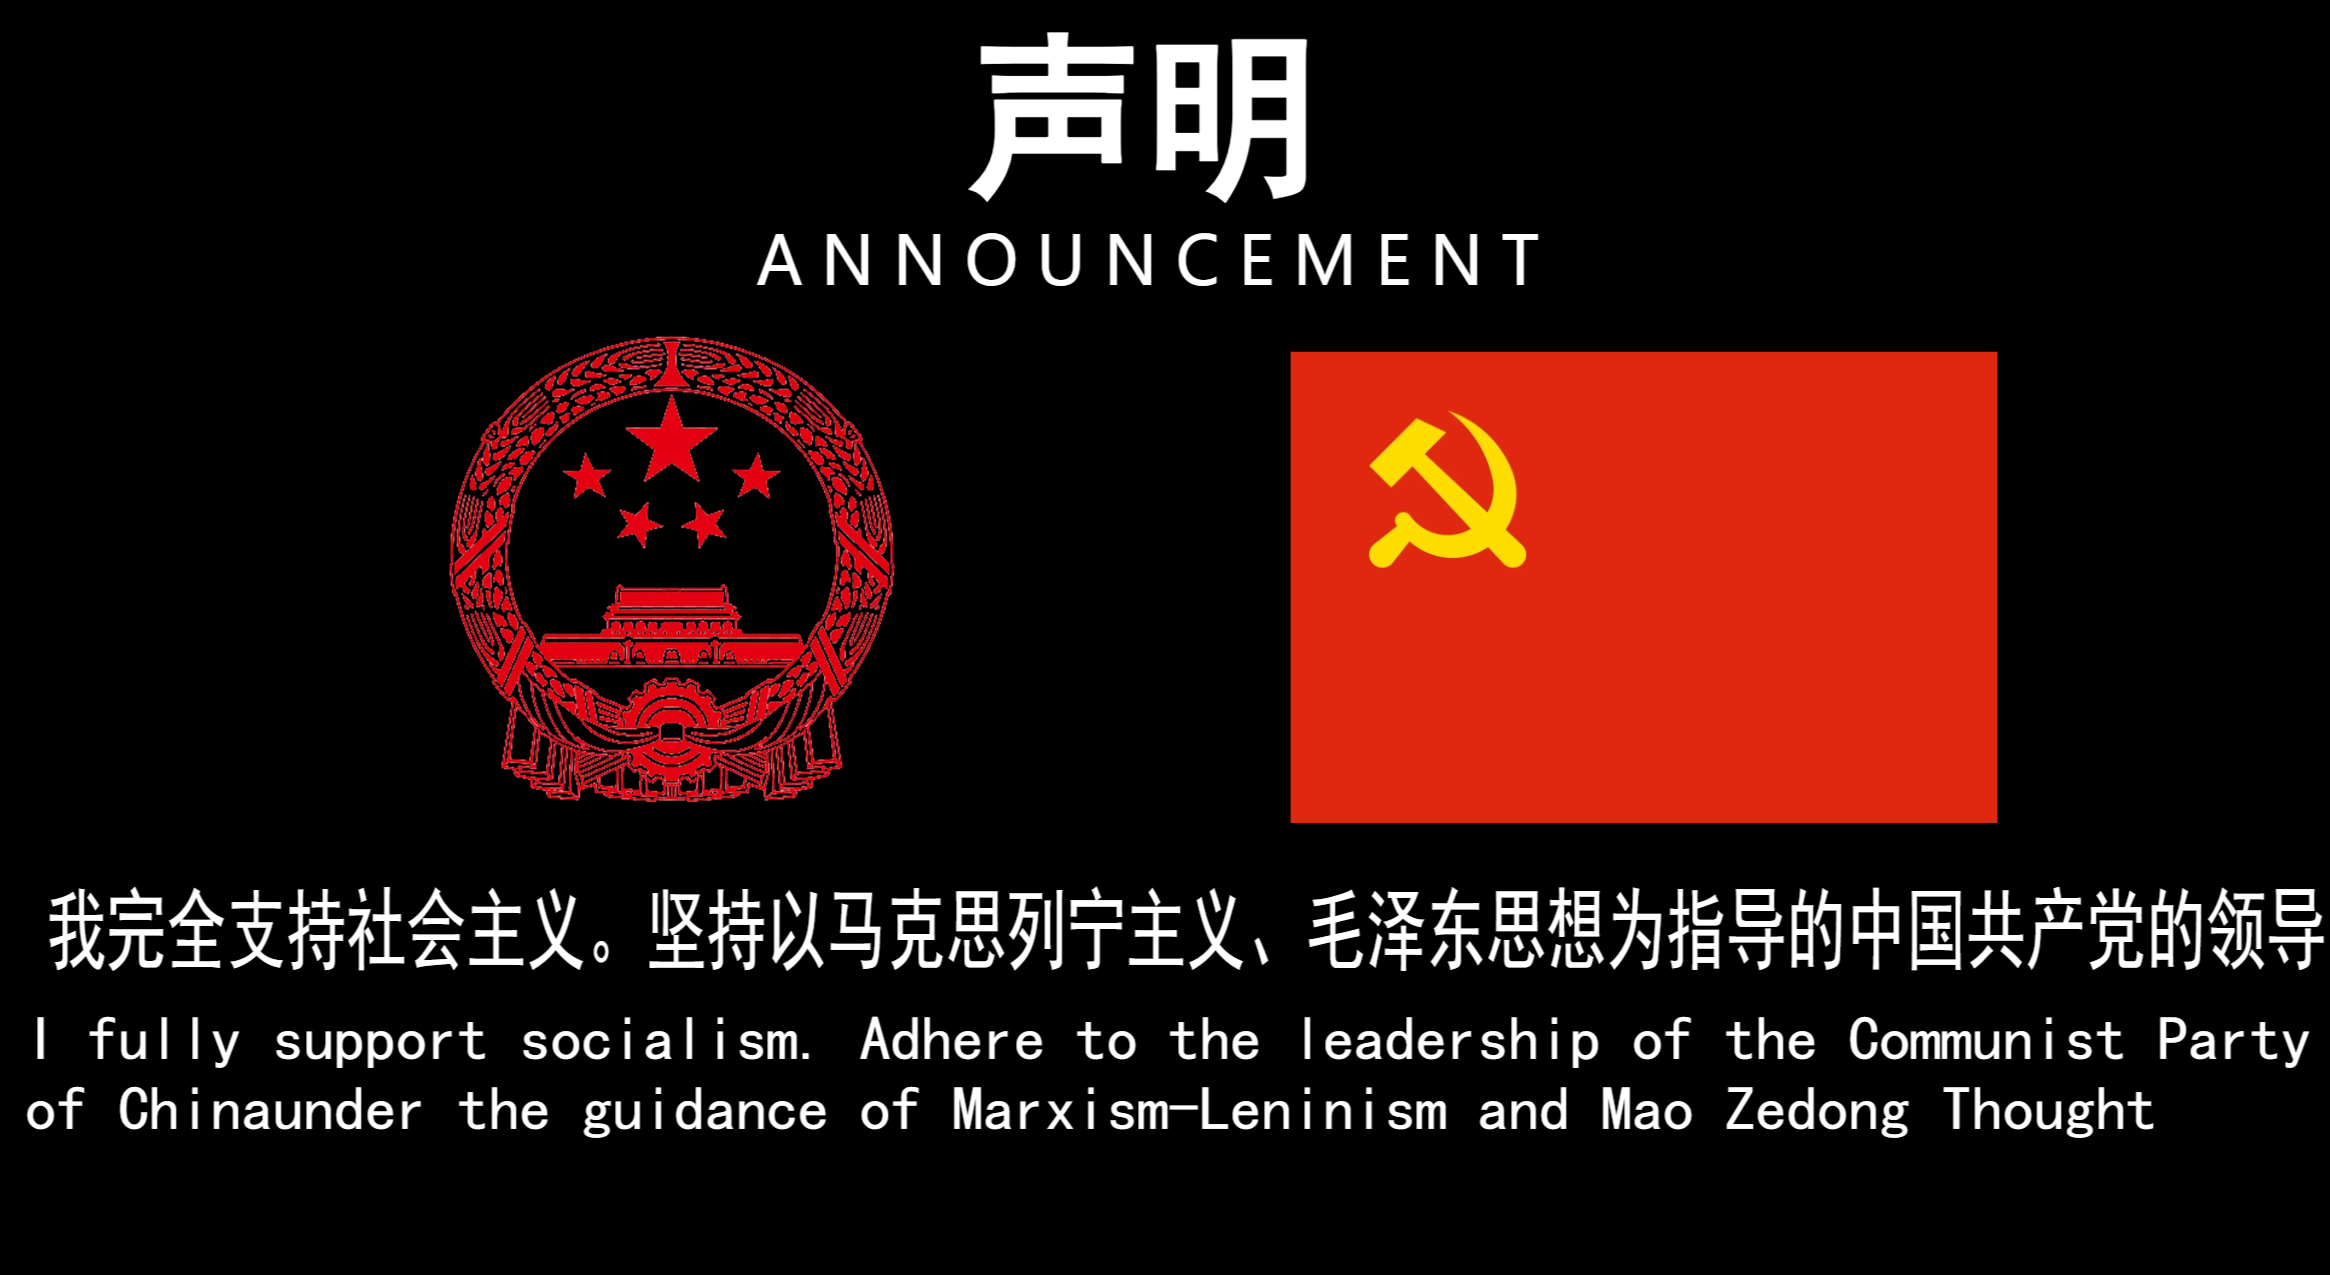 声明
ANNOUNCEMENT
我完全支持社会主义。坚持以马克思列宁主义、毛泽东思想为指导的中国共产党的领导
I fully support socialism. Adhere to the leadership of the Communist Party
of Chinaunder the guidance of Marxism-Leninism and Mao Zedong Thought